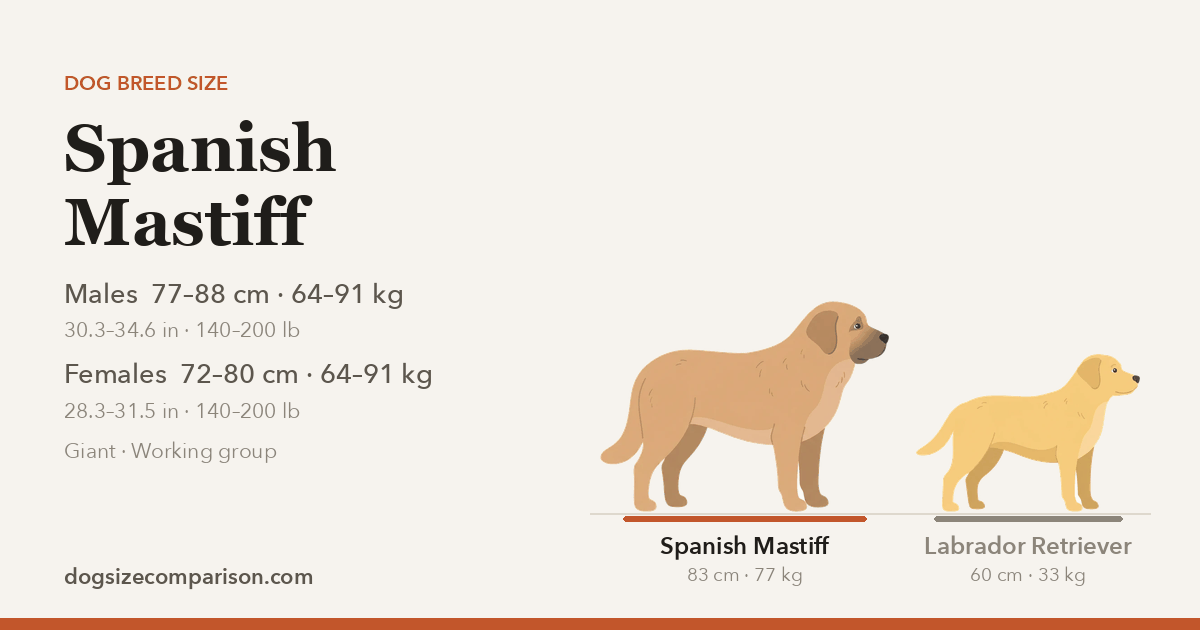 DOG BREED SIZE
Spanish
Mastiff
Males 77–88 cm · 64–91 kg
30.3–34.6 in · 140–200 lb
Females 72–80 cm · 64–91 kg
28.3–31.5 in · 140–200 lb
Giant · Working group
dogsizecomparison.com
Spanish Mastiff
83 cm · 77 kg
Labrador Retriever
60 cm · 33 kg